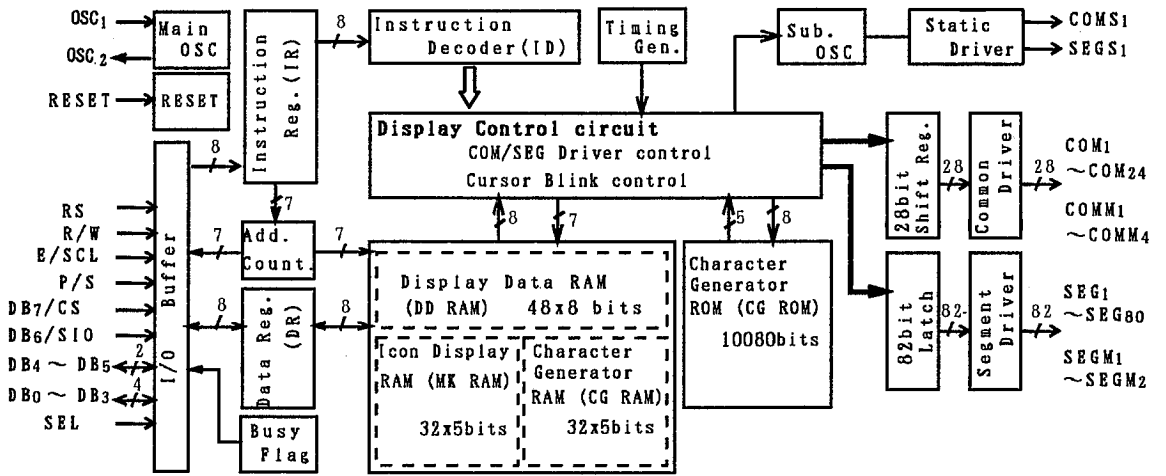 OSC1
OSC2
RESET
Main
OSC
RESET
Instruction
Reg.(IR)
8
Instruction
Decoder(ID)
Timing
Gen.
Sub.
OSC
Static
Driver
COMS1
SEGS1
Display Control circuit
COM/SEG Driver control
Cursor Blink control
28bit
Shift Reg.
28
Common
Driver
28
COM1
~COM24
COMM1
~COMM4
8
7
8
7
5
8
RS
R/W
E/SCL
P/S
DB7/CS
DB6/SIO
DB4 ~ DB5
2
DB0 ~ DB3
4
SEL
I/O Buffer
7
Add.
Count.
7
8
Data Reg.
(DR)
8
Busy
Flag
Display Data RAM
(DD RAM) 48x8 bits
Icon Display
RAM (MK RAM)
32x5bits
Character
Generator
RAM (CG RAM)
32x5bits
Character
Generator
ROM (CG ROM)
10080bits
82bit
Latch
82
Segment
Driver
82
SEG1
~SEG80
SEGM1
~SEGM2